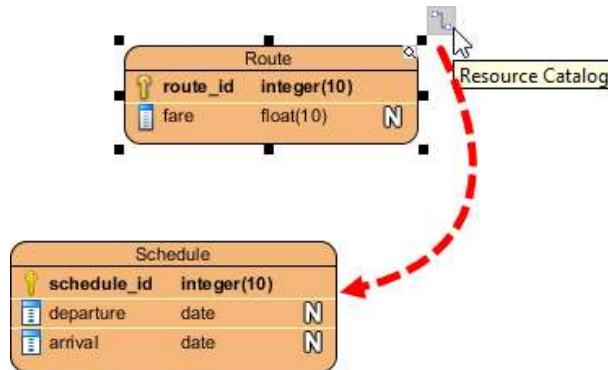 Route
route_id integer(10)
fare float(10) N
Resource Catalog
Schedule
schedule_id integer(10)
departure date N
arrival date N